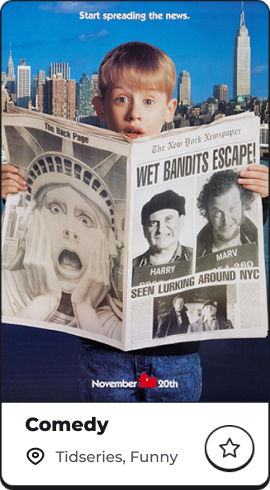 Start spreading the news.
The Back Page
The New York Newspaper
WET BANDITS ESCAPE!
HARRY
MARV
SEEN LURKING AROUND NYC
November 20th
Comedy
Tidseries, Funny